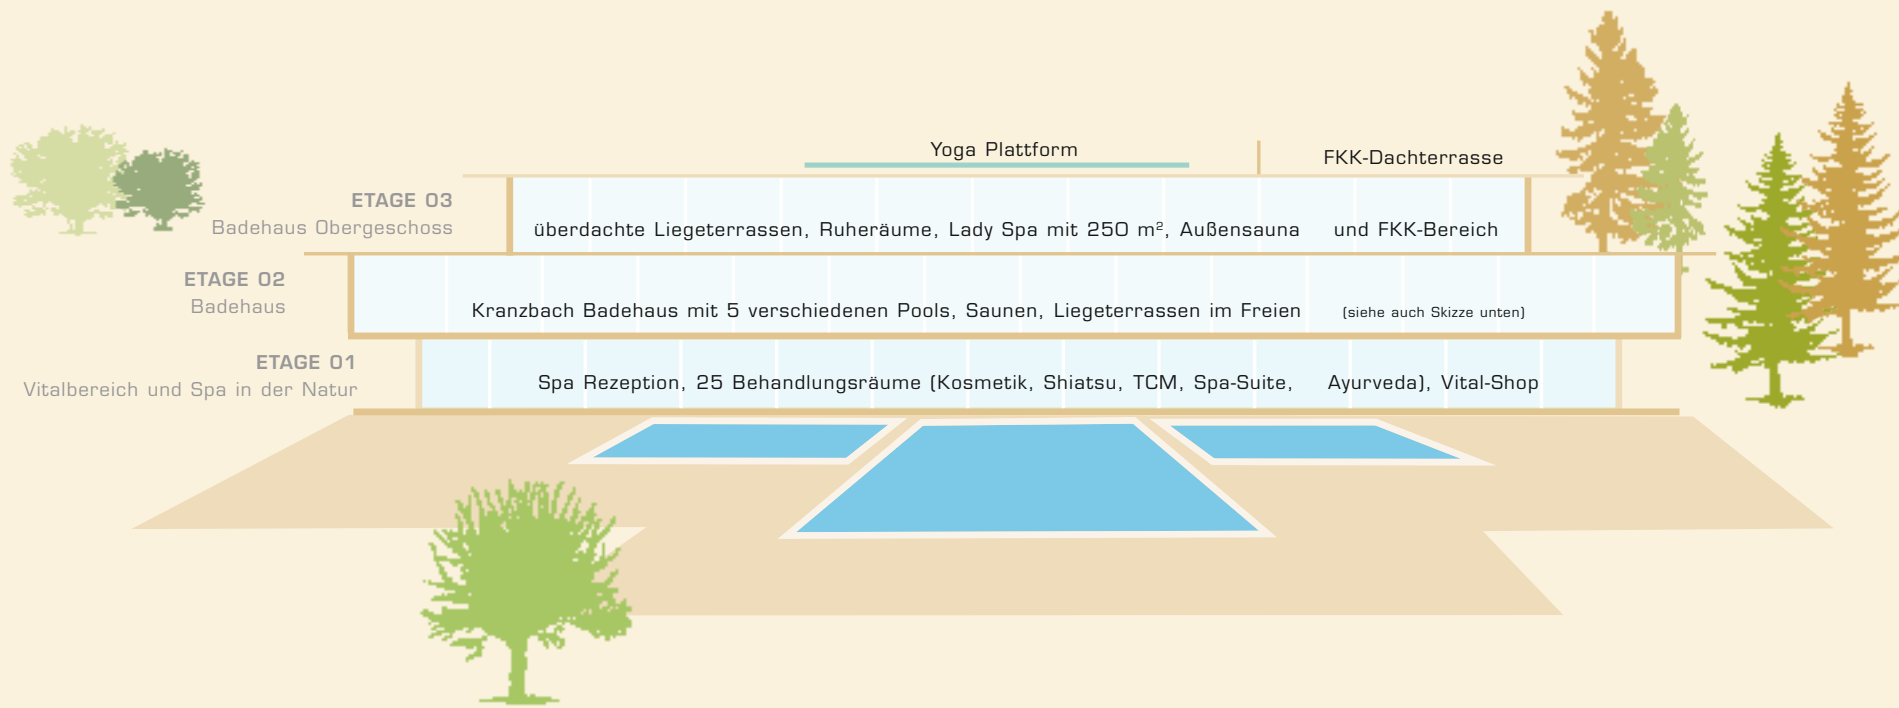 Yoga Plattform
FKK-Dachterrasse
ETAGE 03
Badehaus Obergeschoss
überdachte Liegeterrassen, Ruheräume, Lady Spa mit 250 m², Außensauna und FKK-Bereich
ETAGE 02
Badehaus
Kranzbach Badehaus mit 5 verschiedenen Pools, Saunen, Liegeterrassen im Freien (siehe auch Skizze unten)
ETAGE 01
Vitalbereich und Spa in der Natur
Spa Rezeption, 25 Behandlungsräume (Kosmetik, Shiatsu, TCM, Spa-Suite, Ayurveda), Vital-Shop